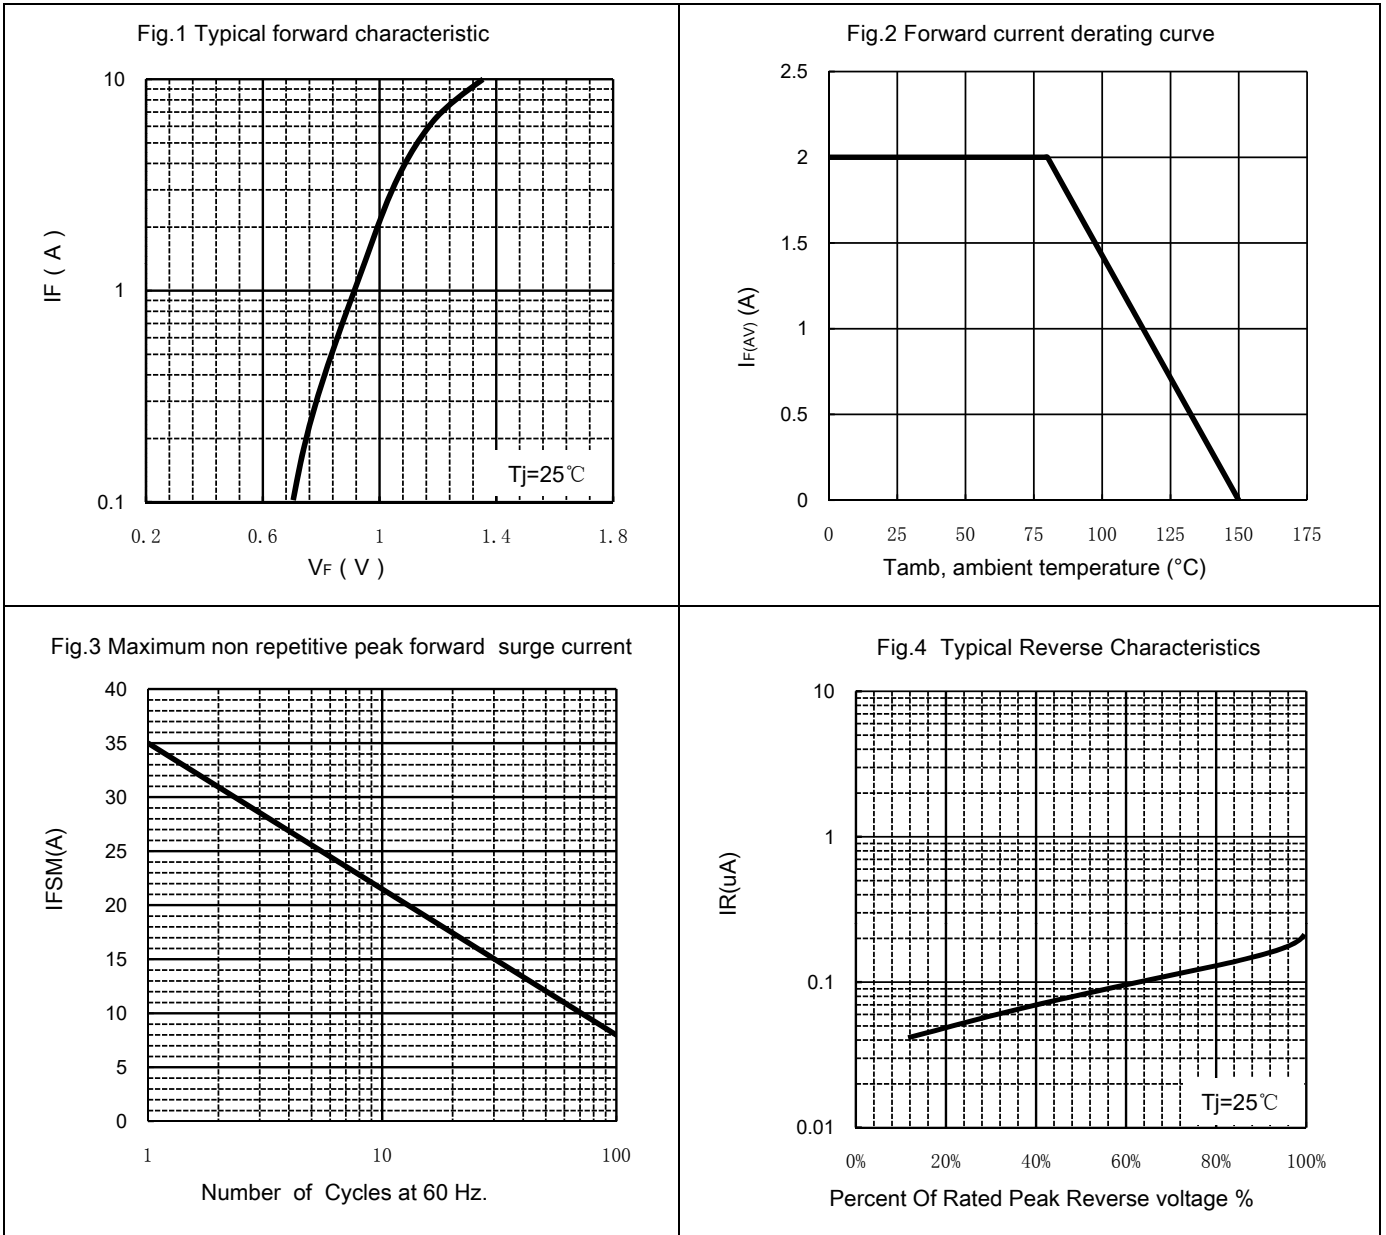 Fig.1 Typical forward characteristic
10
1
0.1
IF ( A )
Tj=25℃
0.2 0.6 1 1.4 1.8
VF ( V )
Fig.2 Forward current derating curve
2.5
2
1.5
1
0.5
0
IF(AV) (A)
0 25 50 75 100 125 150 175
Tamb, ambient temperature (°C)
Fig.3 Maximum non repetitive peak forward surge current
40
35
30
25
20
15
10
5
0
IFSM(A)
1 10 100
Number of Cycles at 60 Hz.
Fig.4 Typical Reverse Characteristics
10
1
0.1
0.01
IR(uA)
Tj=25℃
0% 20% 40% 60% 80% 100%
Percent Of Rated Peak Reverse voltage %